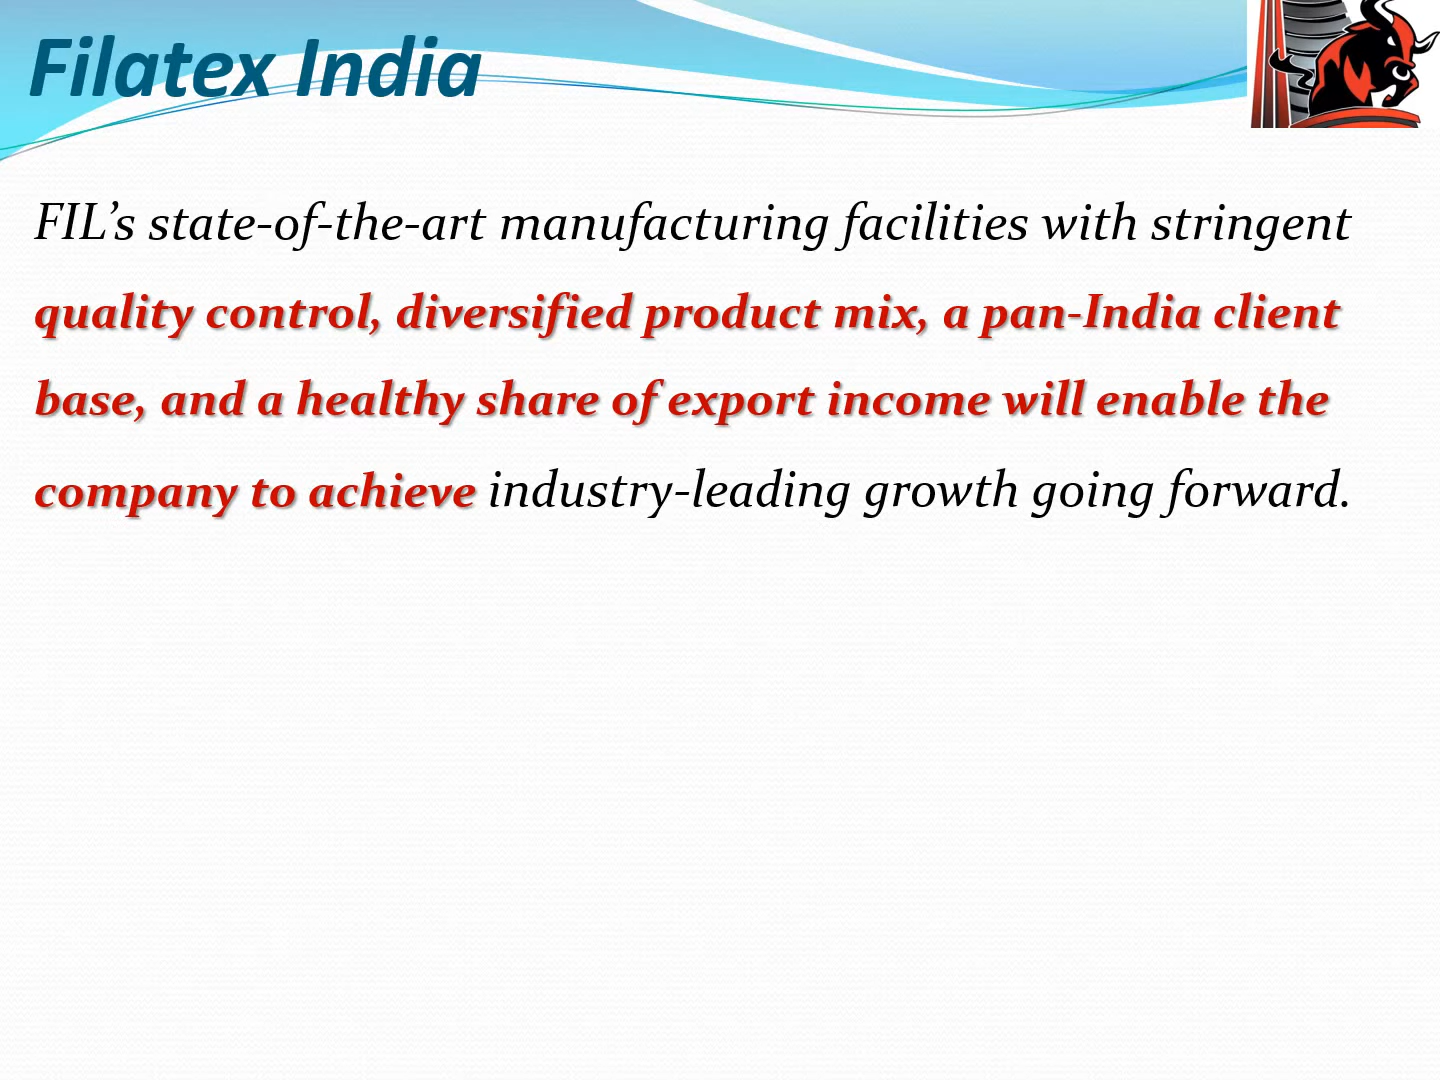 Filatex India
FIL’s state-of-the-art manufacturing facilities with stringent
quality control, diversified product mix, a pan-India client
base, and a healthy share of export income will enable the
company to achieve industry-leading growth going forward.